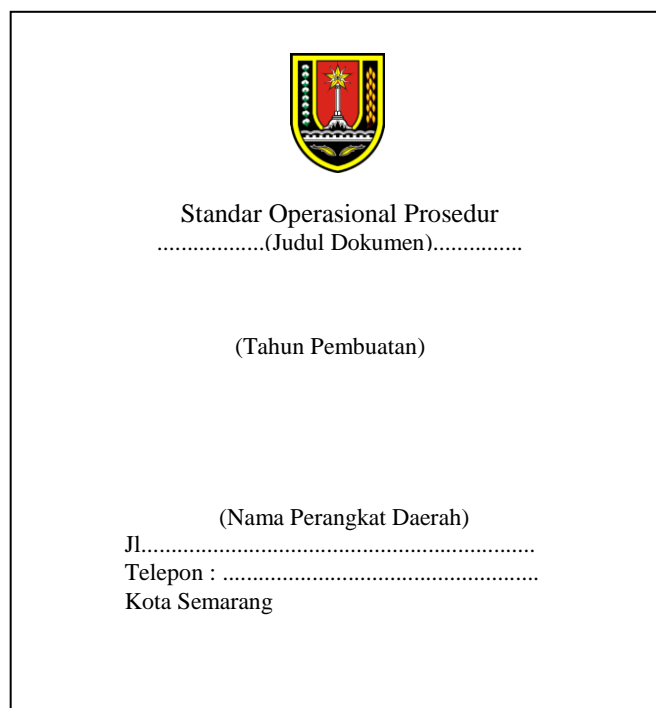 Standar Operasional Prosedur
..................(Judul Dokumen)...............
(Tahun Pembuatan)
(Nama Perangkat Daerah)
Jl..................................................................
Telepon : .....................................................
Kota Semarang